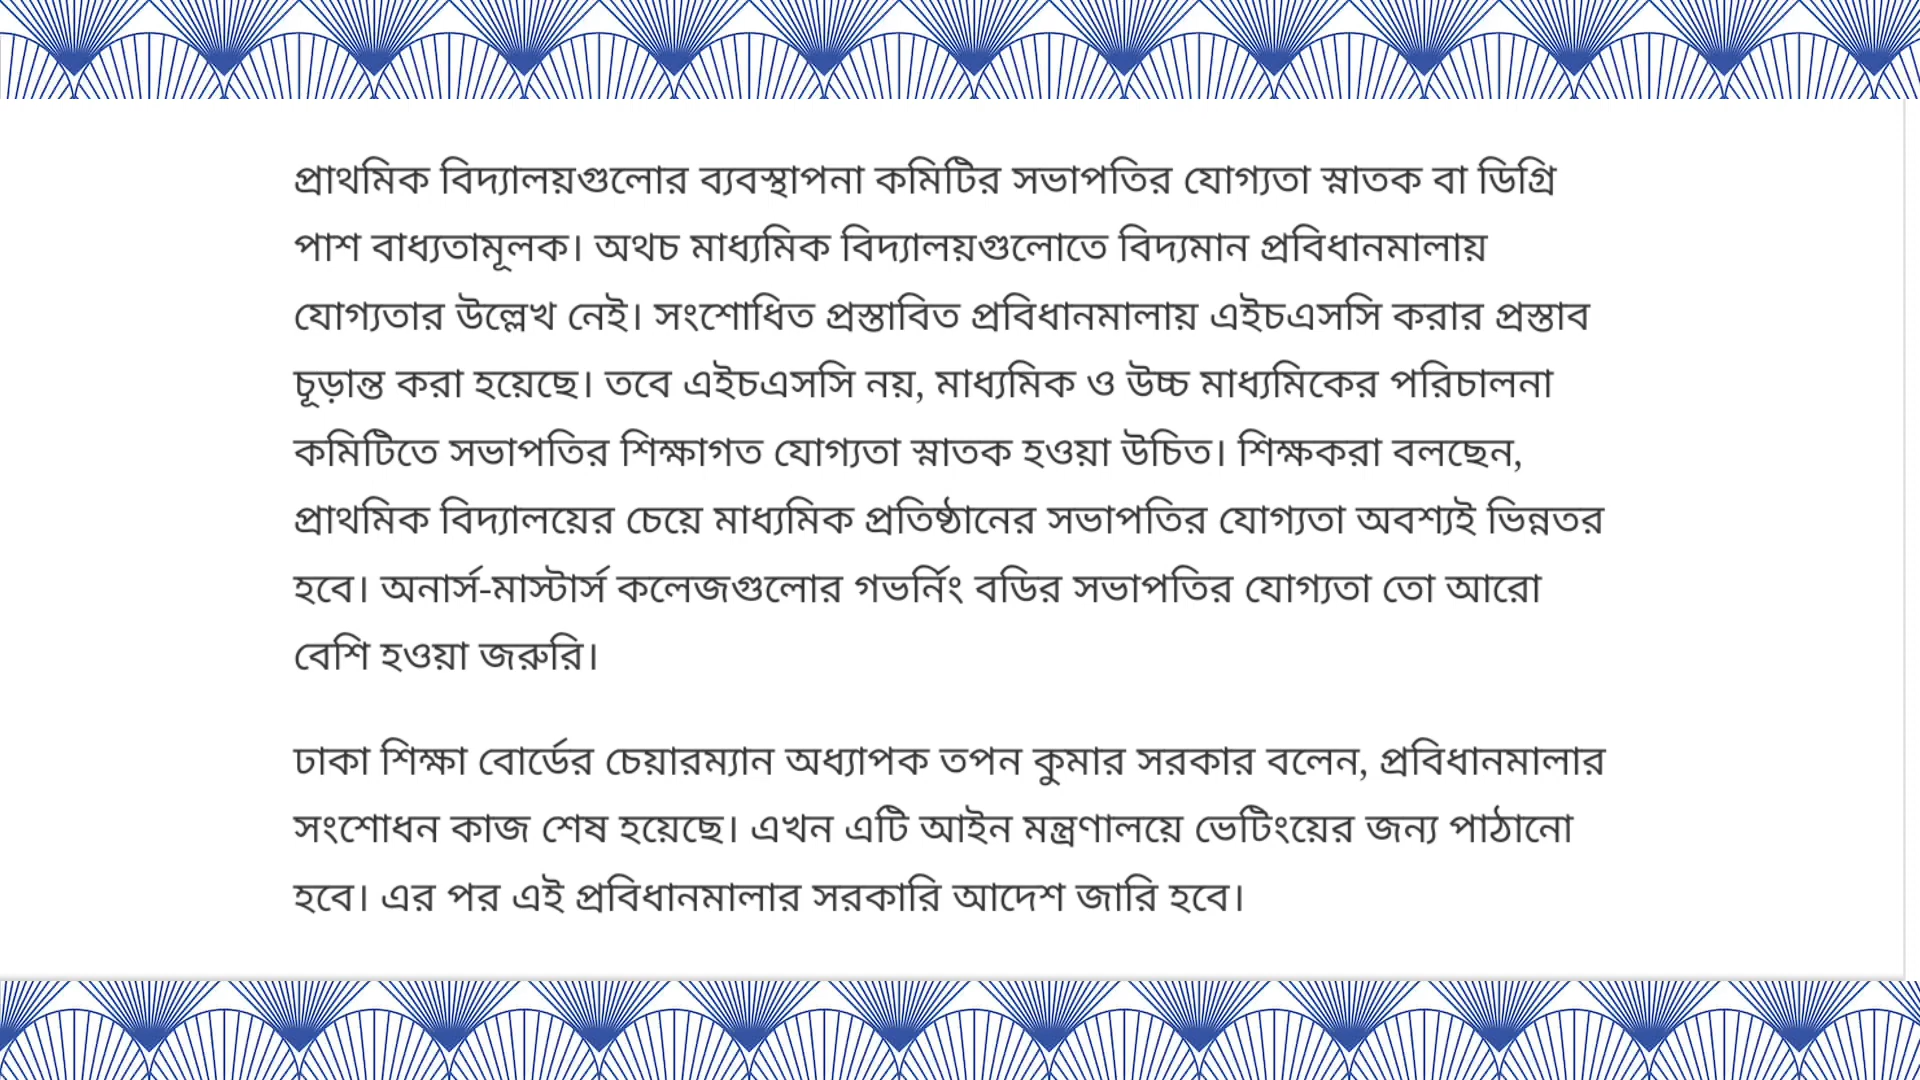 প্রাথমিক বিদ্যালয়গুলোর ব্যবস্থাপনা কমিটির সভাপতির যোগ্যতা স্নাতক বা ডিগ্রি
পাশ বাধ্যতামূলক। অথচ মাধ্যমিক বিদ্যালয়গুলোতে বিদ্যমান প্রবিধানমালায়
যোগ্যতার উল্লেখ নেই। সংশোধিত প্রস্তাবিত প্রবিধানমালায় এইচএসসি করার প্রস্তাব
চূড়ান্ত করা হয়েছে। তবে এইচএসসি নয়, মাধ্যমিক ও উচ্চ মাধ্যমিকের পরিচালনা
কমিটিতে সভাপতির শিক্ষাগত যোগ্যতা স্নাতক হওয়া উচিত। শিক্ষকরা বলছেন,
প্রাথমিক বিদ্যালয়ের চেয়ে মাধ্যমিক প্রতিষ্ঠানের সভাপতির যোগ্যতা অবশ্যই ভিন্নতর
হবে। অনার্স-মাস্টার্স কলেজগুলোর গভর্নিং বডির সভাপতির যোগ্যতা তো আরো
বেশি হওয়া জরুরি।
ঢাকা শিক্ষা বোর্ডের চেয়ারম্যান অধ্যাপক তপন কুমার সরকার বলেন, প্রবিধানমালার
সংশোধন কাজ শেষ হয়েছে। এখন এটি আইন মন্ত্রণালয়ে ভেটিংয়ের জন্য পাঠানো
হবে। এর পর এই প্রবিধানমালার সরকারি আদেশ জারি হবে।